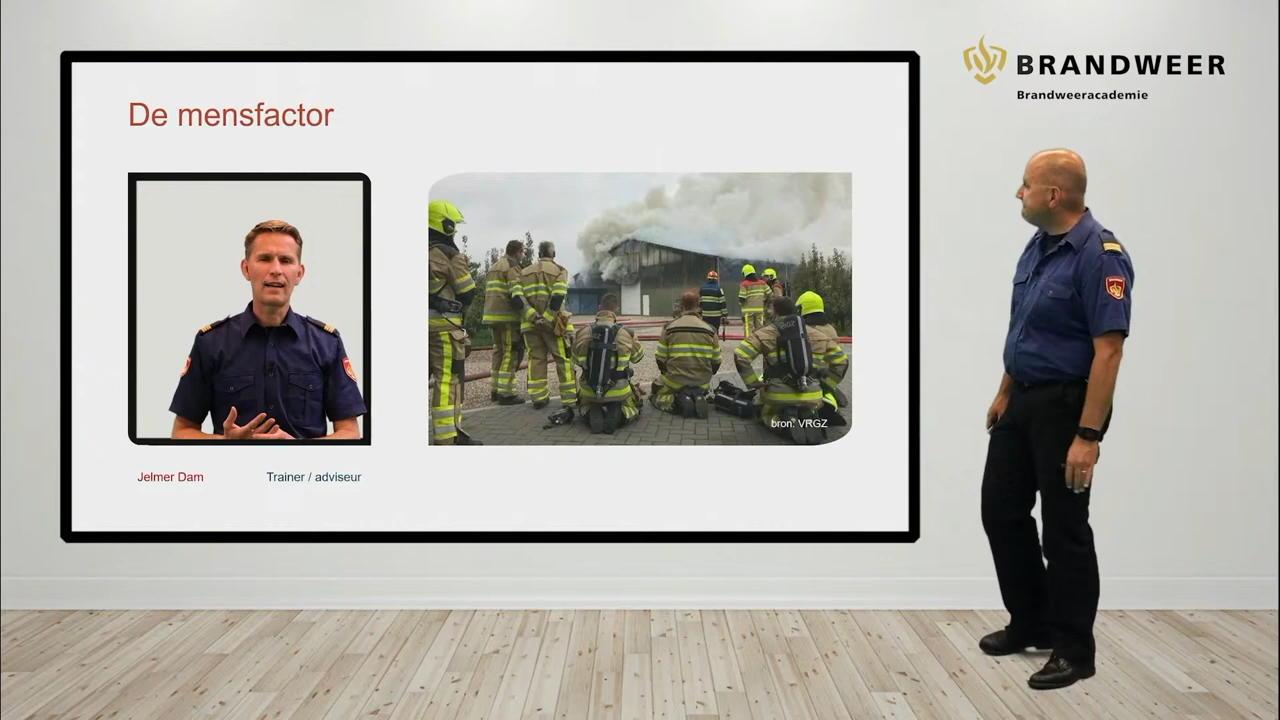 BRANDWEER
Brandweeracademie
De mensfactor
bron: VRGZ
Jelmer Dam
Trainer / adviseur